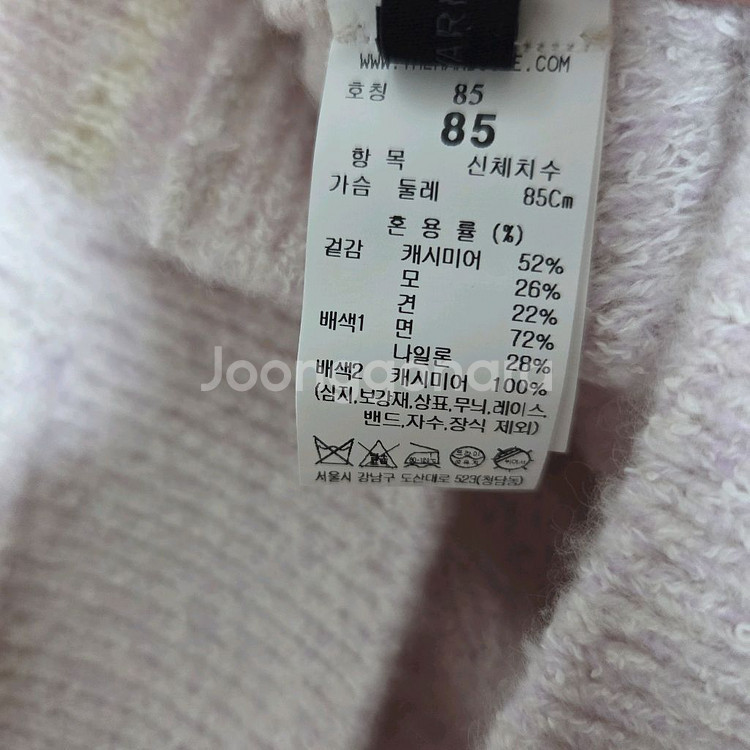 호칭 85
85
항 목 신체치수
가슴 둘레 85Cm
혼 용 률 (%)
겉감 캐시미어 52%
모 26%
견 22%
배색1 면 72%
나일론 28%
배색2 캐시미어 100%
(심지,보강재,상표,무늬,레이스
밴드,자수,장식 제외)
서울시 강남구 도산대로 523(청담동)
Joonggonara